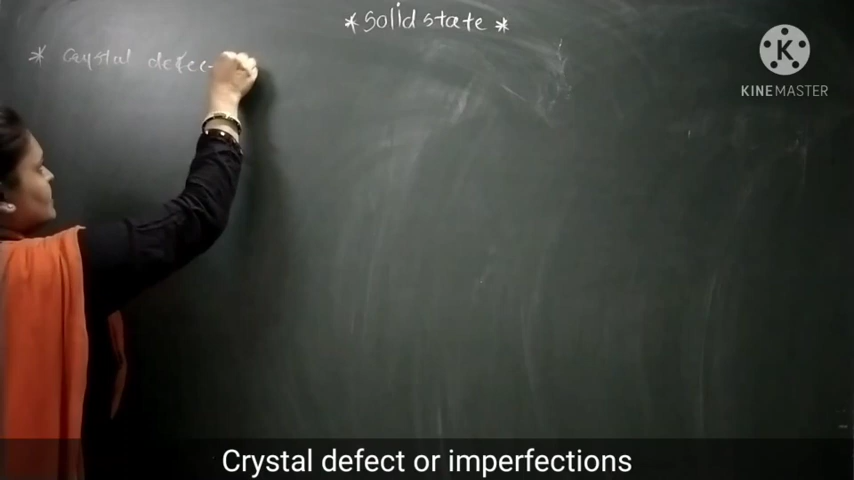 * Solid state *
* Crystal defec
K
KINEMASTER
Crystal defect or imperfections